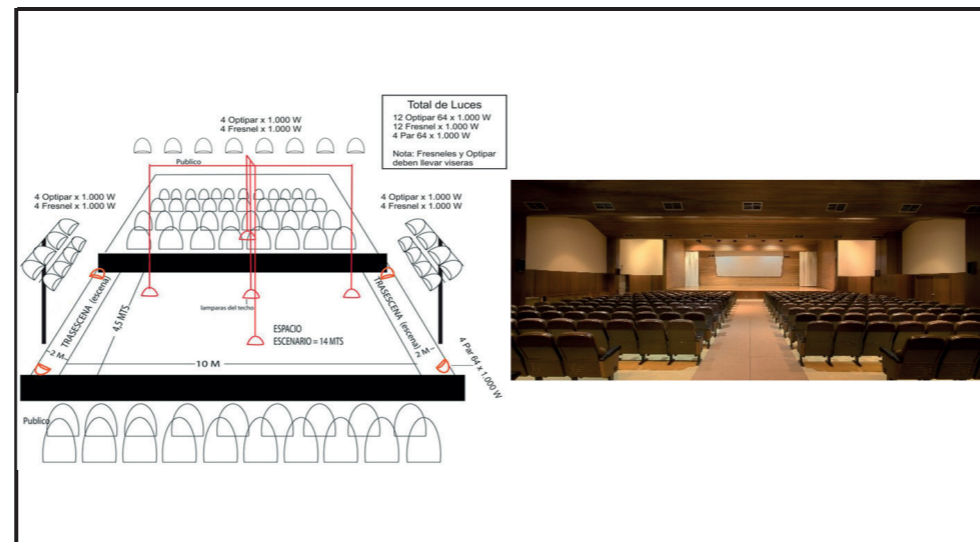 4 Optipar x 1.000 W
4 Fresnel x 1.000 W
Total de Luces
12 Optipar 64 x 1.000 W
12 Fresnel x 1.000 W
4 Par 64 x 1.000 W
Nota: Fresneles y Optipar
deben llevar viseras
Publico
4 Optipar x 1.000 W
4 Fresnel x 1.000 W
4 Optipar x 1.000 W
4 Fresnel x 1.000 W
TRASESCENA (escena)
4,5 MTS
lamparas del techo
TRASESCENA (escena)
ESPACIO
ESCENARIO = 14 MTS
2 M
10 M
2 M
4 Par 64 x 1.000 W
Publico